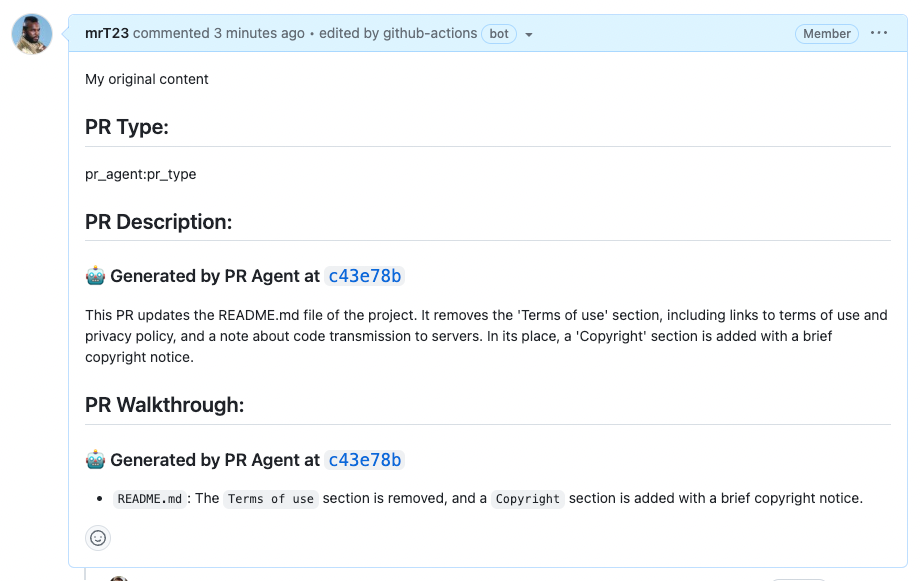 mrT23 commented 3 minutes ago • edited by github-actions bot
Member
My original content
PR Type:
pr_agent:pr_type
PR Description:
🤖 Generated by PR Agent at c43e78b
This PR updates the README.md file of the project. It removes the 'Terms of use' section, including links to terms of use and
privacy policy, and a note about code transmission to servers. In its place, a 'Copyright' section is added with a brief
copyright notice.
PR Walkthrough:
🤖 Generated by PR Agent at c43e78b
• README.md: The Terms of use section is removed, and a Copyright section is added with a brief copyright notice.